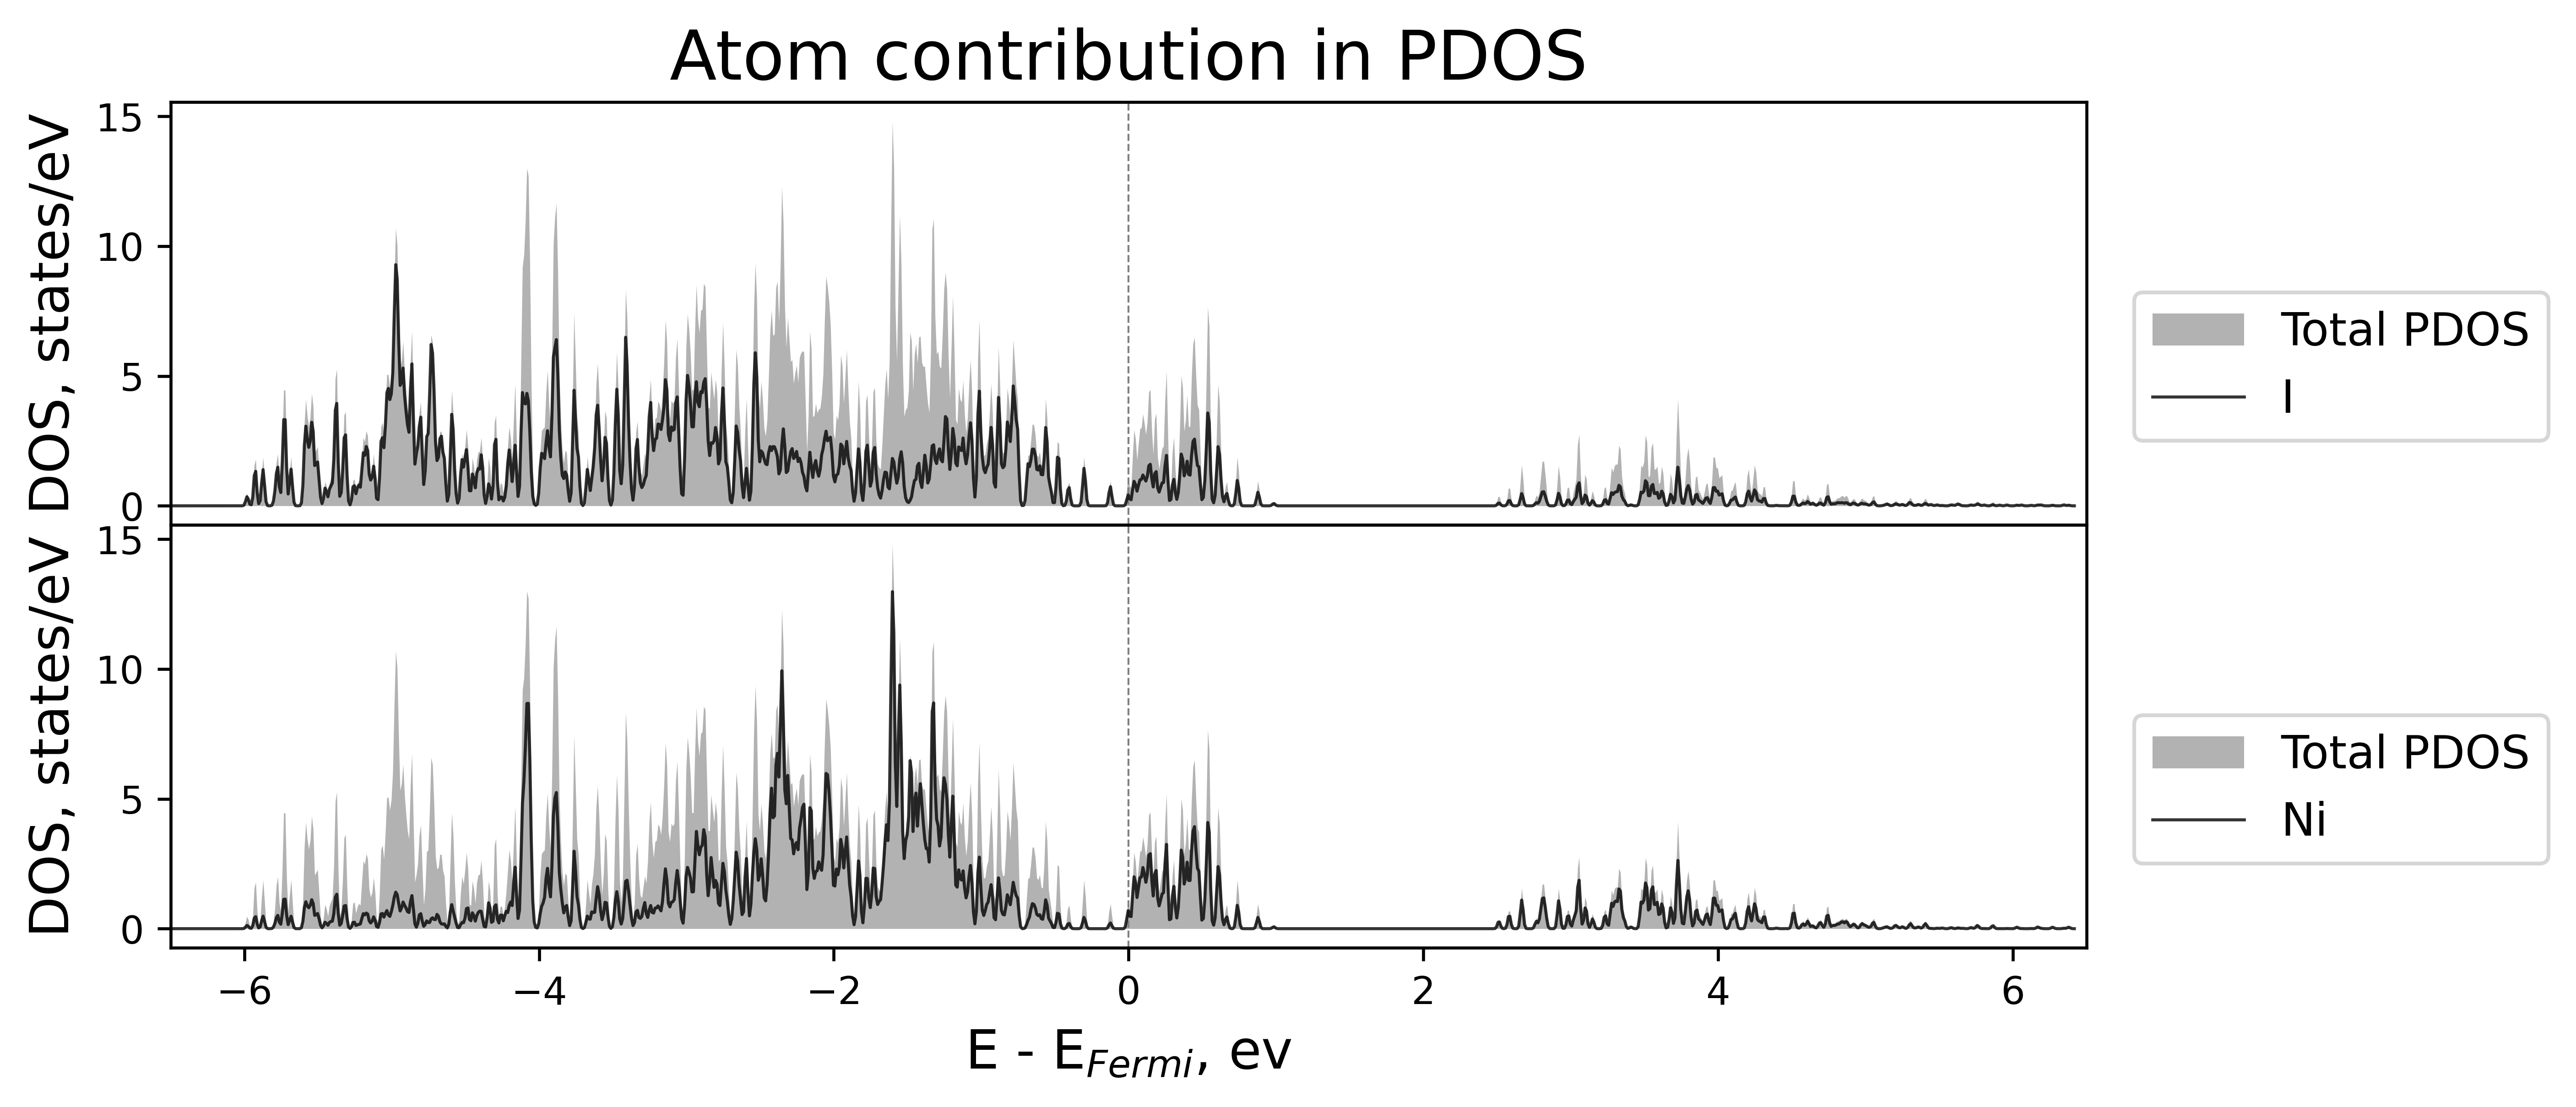 Atom contribution in PDOS
DOS, states/eV
15
10
5
0
Total PDOS
I
DOS, states/eV
15
10
5
0
Total PDOS
Ni
−6
−4
−2
0
2
4
6
E - E_Fermi, ev